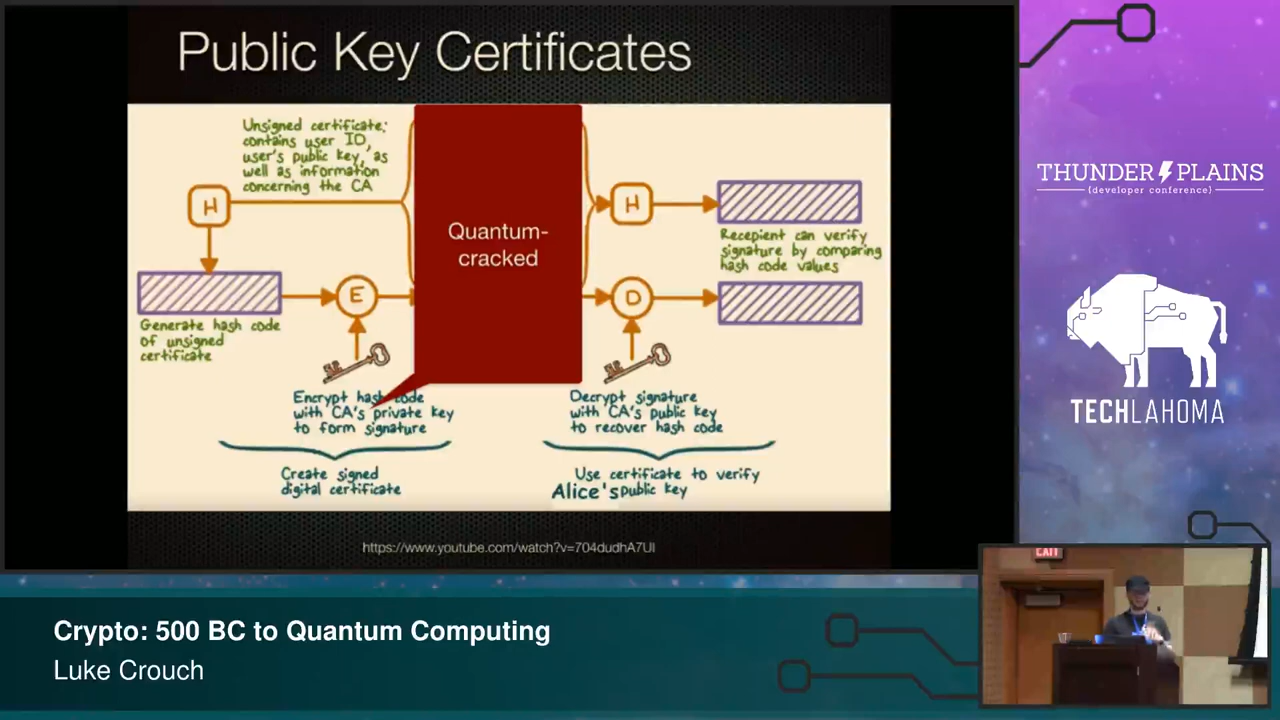 Public Key Certificates
Unsigned certificate:
contains user ID,
user's public key, as
well as information
concerning the CA
H
Generate hash code
of unsigned
certificate
E
Encrypt hash code
with CA's private key
to form signature
Create signed
digital certificate
Quantum-
cracked
H
Recepient can verify
signature by comparing
hash code values
D
Decrypt signature
with CA's public key
to recover hash code
Use certificate to verify
Alice's public key
https://www.youtube.com/watch?v=704dudhA7UI
THUNDER PLAINS
{developer conference}
TECHLAHOMA
EXIT
Crypto: 500 BC to Quantum Computing
Luke Crouch